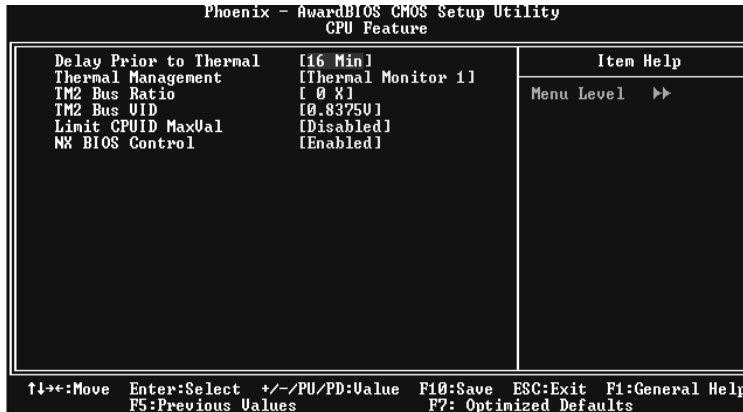 Phoenix - AwardBIOS CMOS Setup Utility
CPU Feature
Delay Prior to Thermal [16 Min]
Thermal Management [Thermal Monitor 1]
TM2 Bus Ratio [ 0 X]
TM2 Bus VID [0.8375V]
Limit CPUID MaxVal [Disabled]
NX BIOS Control [Enabled]
Item Help
Menu Level ▶▶
↑↓→←:Move Enter:Select +/-/PU/PD:Value F10:Save ESC:Exit F1:General Help
F5:Previous Values F7: Optimized Defaults